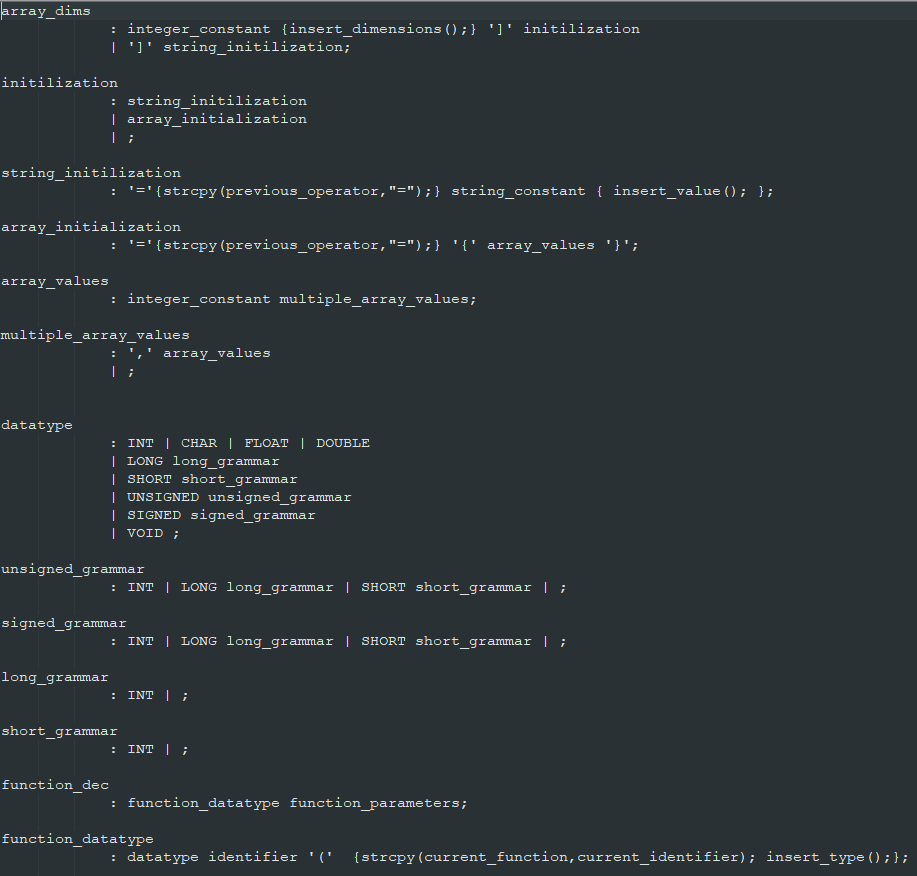 array_dims
: integer_constant {insert_dimensions();} ']' initilization
| ']' string_initilization;
initilization
: string_initilization
| array_initialization
| ;
string_initilization
: '='{strcpy(previous_operator,"=");} string_constant { insert_value(); };
array_initialization
: '='{strcpy(previous_operator,"=");} '{' array_values '}';
array_values
: integer_constant multiple_array_values;
multiple_array_values
: ',' array_values
| ;
datatype
: INT | CHAR | FLOAT | DOUBLE
| LONG long_grammar
| SHORT short_grammar
| UNSIGNED unsigned_grammar
| SIGNED signed_grammar
| VOID ;
unsigned_grammar
: INT | LONG long_grammar | SHORT short_grammar | ;
signed_grammar
: INT | LONG long_grammar | SHORT short_grammar | ;
long_grammar
: INT | ;
short_grammar
: INT | ;
function_dec
: function_datatype function_parameters;
function_datatype
: datatype identifier '(' {strcpy(current_function,current_identifier); insert_type();};